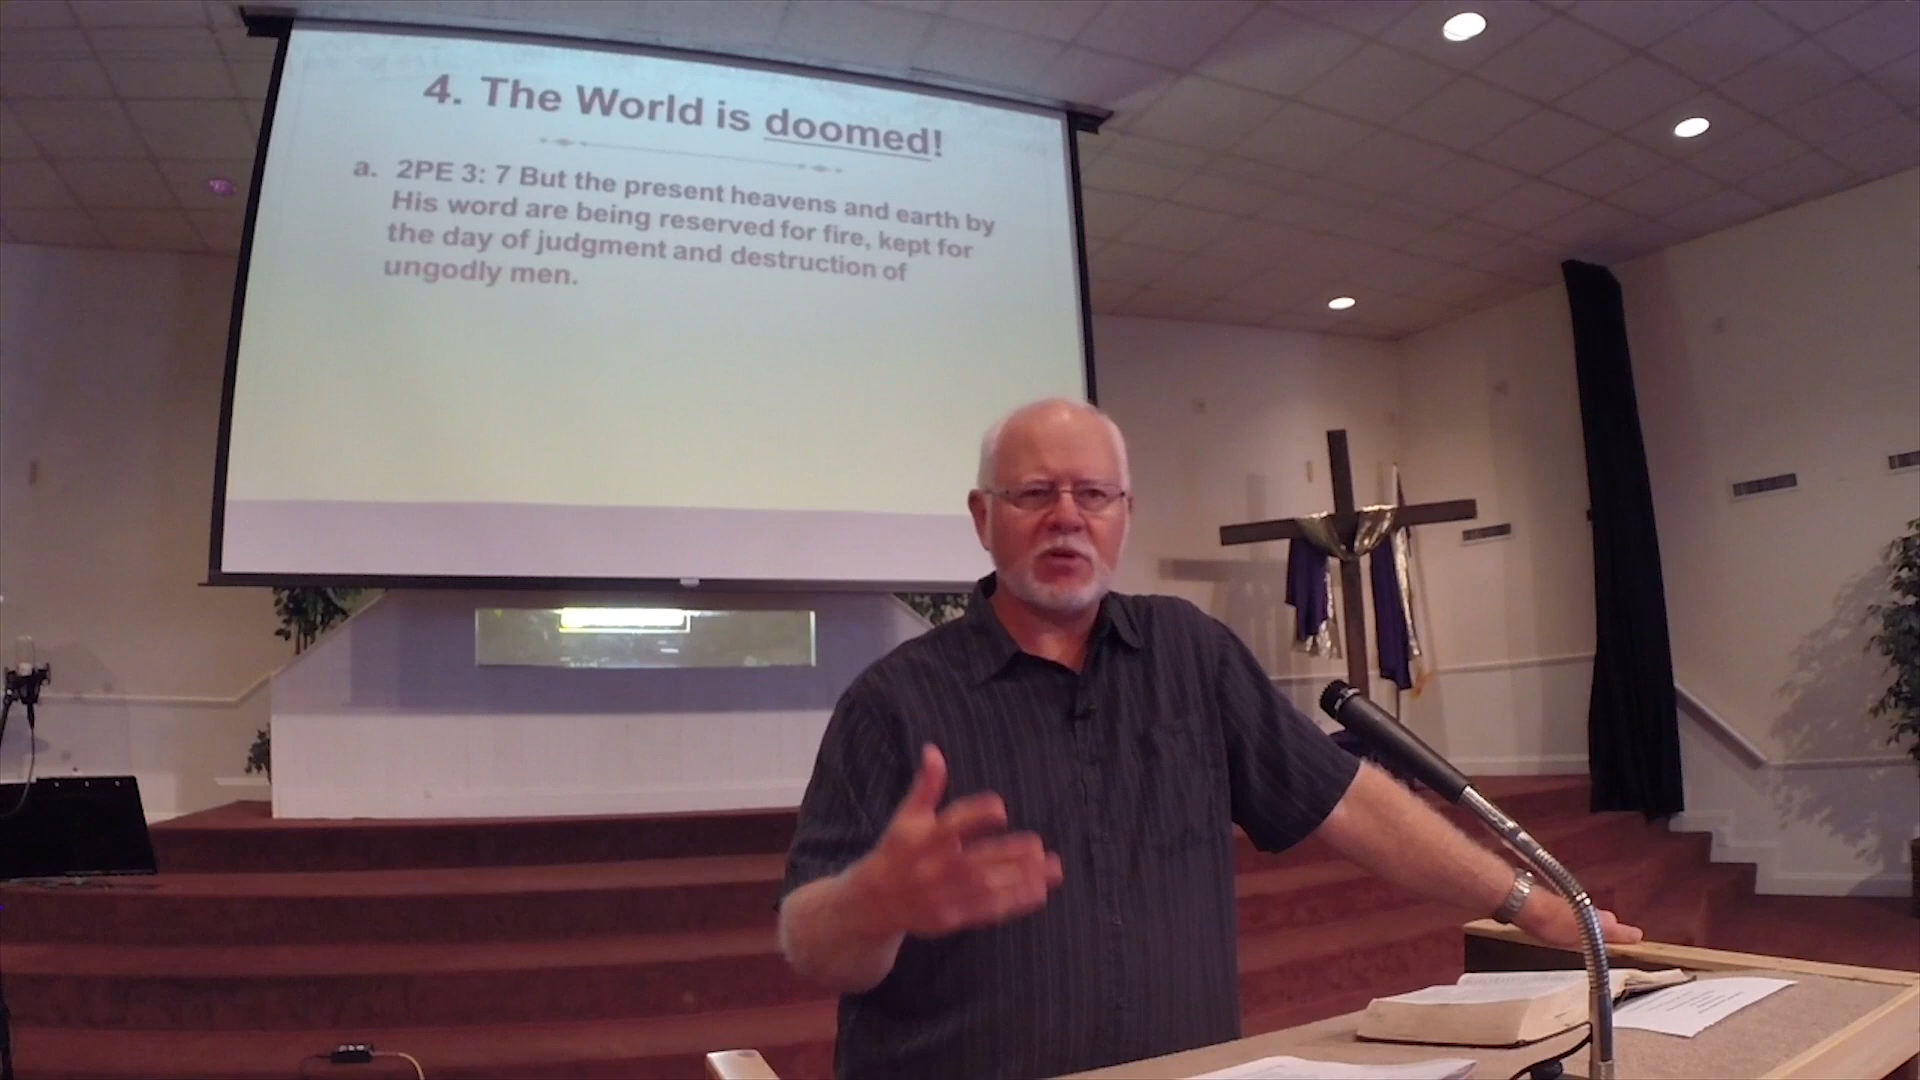 4. The World is doomed!
a. 2PE 3: 7 But the present heavens and earth by
His word are being reserved for fire, kept for
the day of judgment and destruction of
ungodly men.